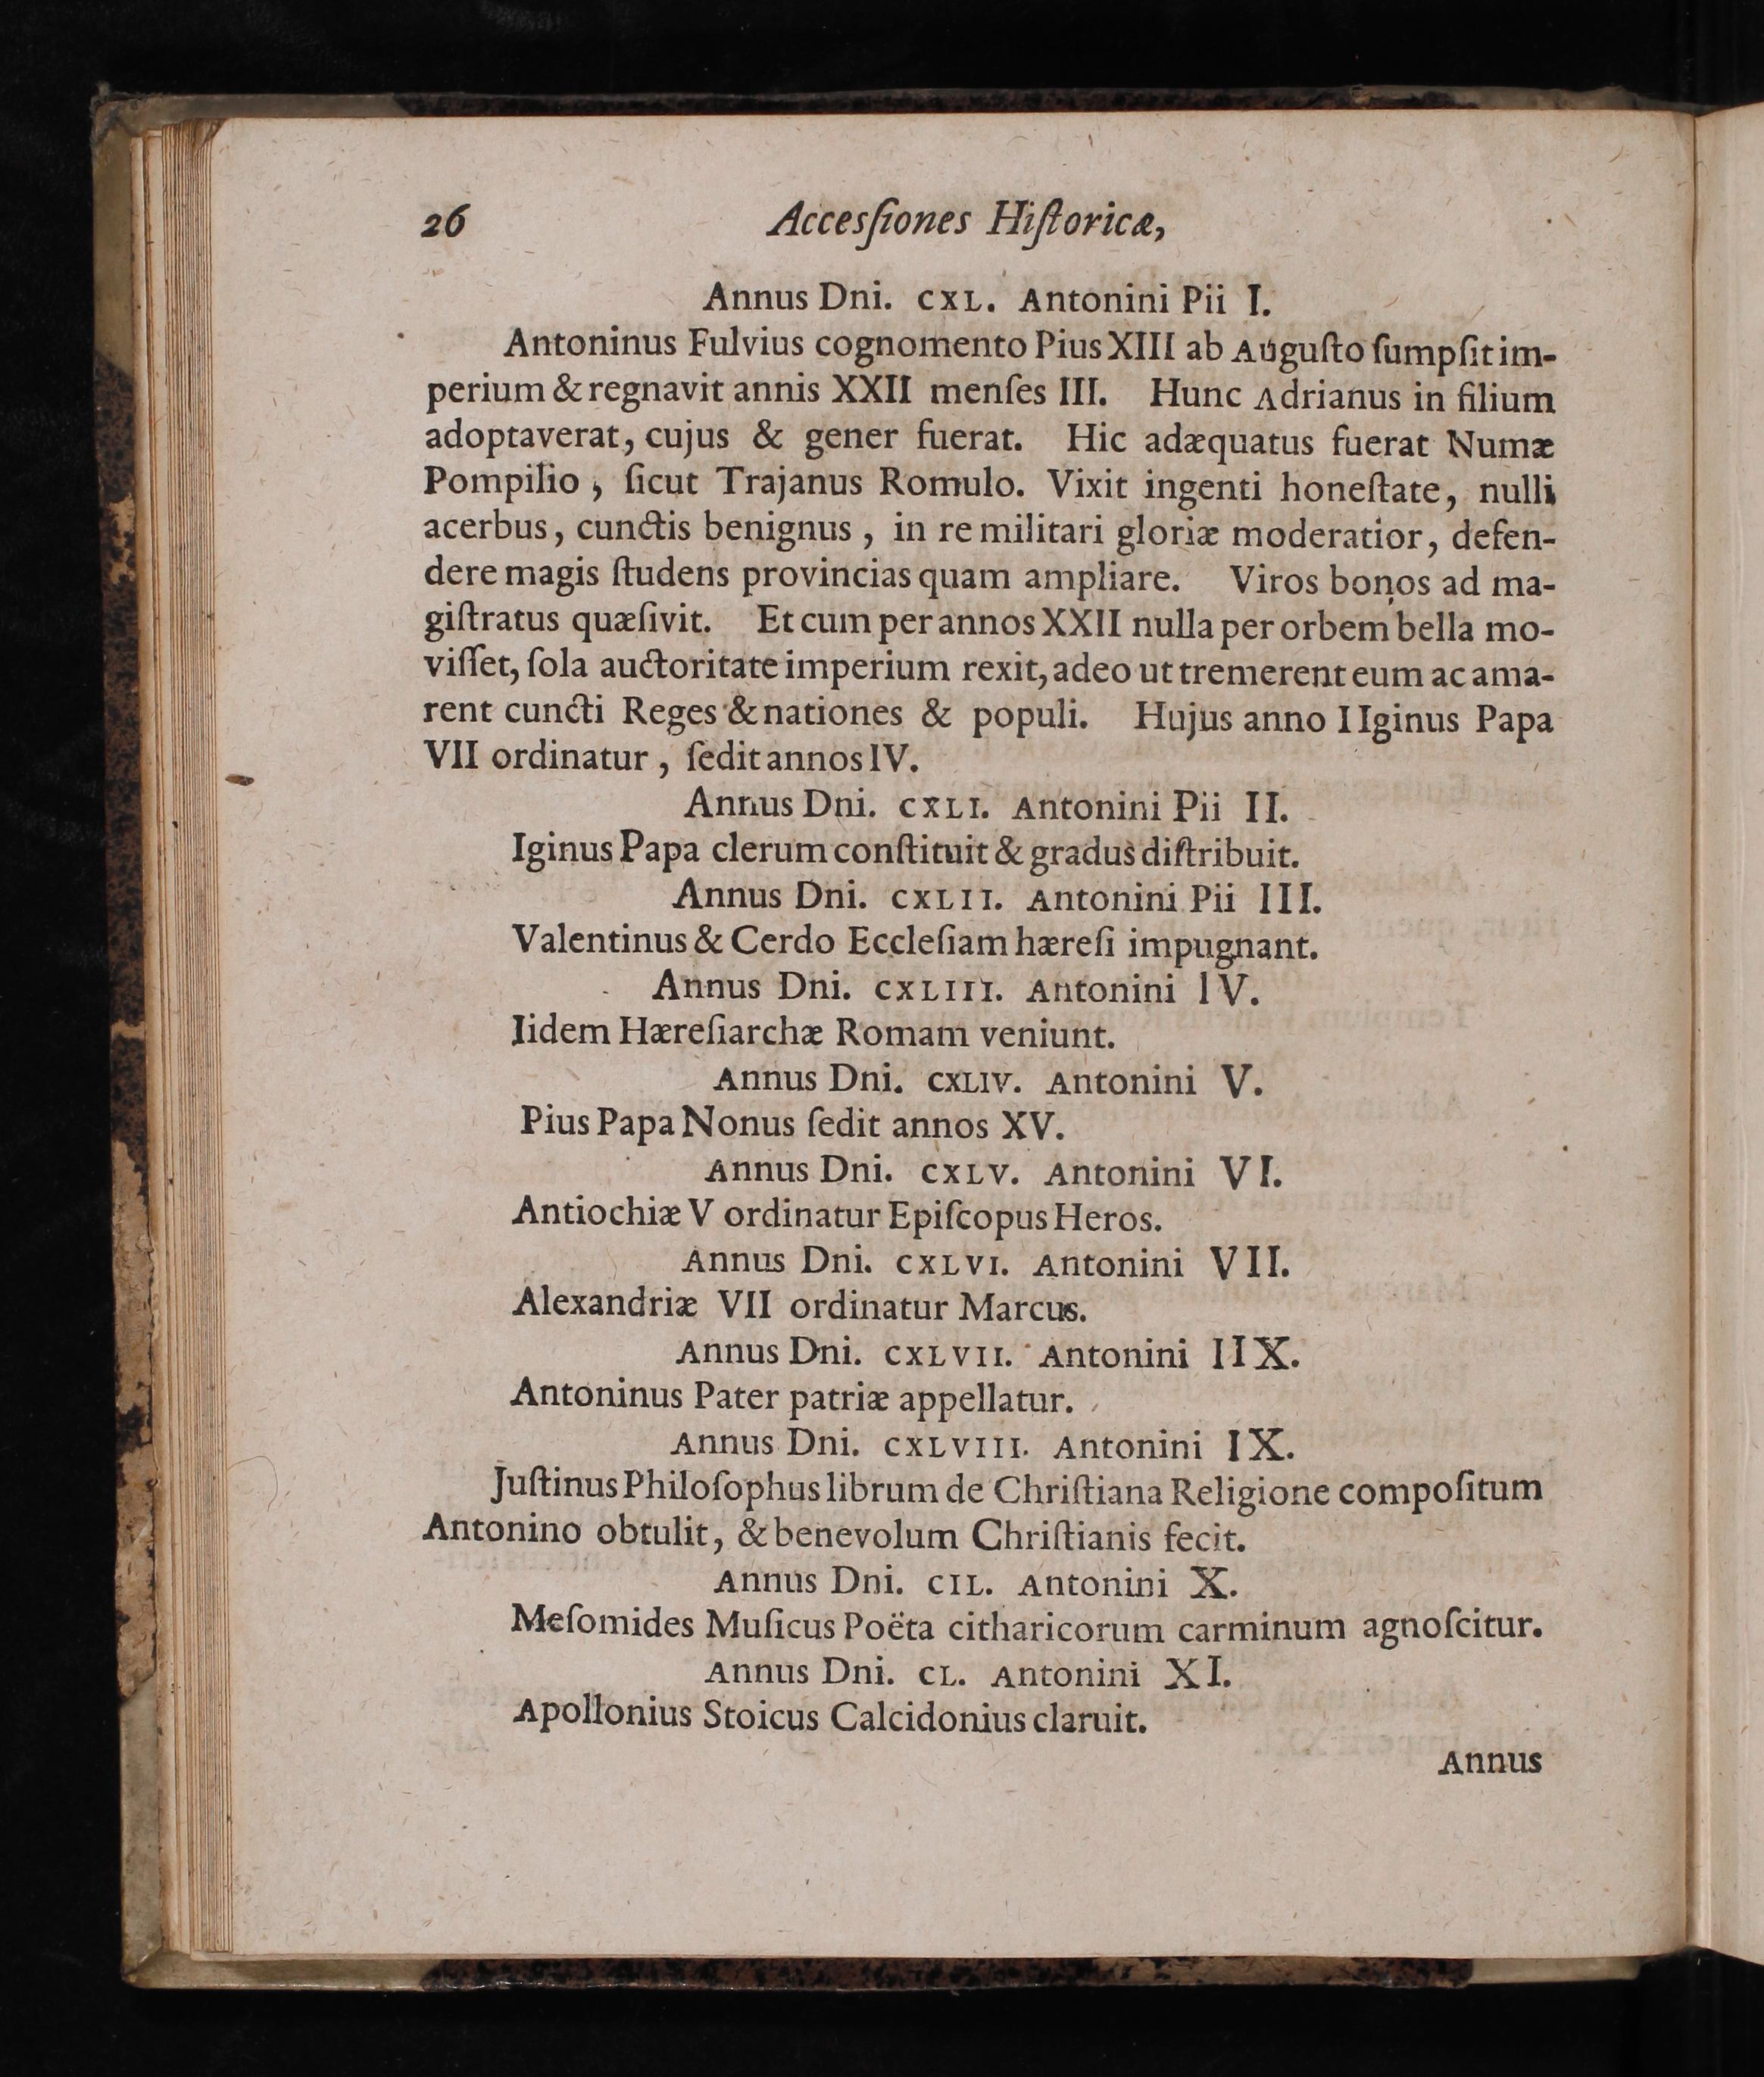 26 Accesſiones Hiſtoricæ,
Annus Dni. CXL. Antonini Pii I.
Antoninus Fulvius cognomento Pius XIII ab Auguſto ſumpſit im-
perium & regnavit annis XXII menſes III. Hunc Adrianus in filium
adoptaverat, cujus & gener fuerat. Hic adæquatus fuerat Numæ
Pompilio, ſicut Trajanus Romulo. Vixit ingenti honeſtate, nulli
acerbus, cunctis benignus, in re militari gloriæ moderatior, defen-
dere magis ſtudens provincias quam ampliare. Viros bonos ad ma-
giſtratus quæſivit. Et cum per annos XXII nulla per orbem bella mo-
viſſet, ſola auctoritate imperium rexit, adeo ut tremerent eum ac ama-
rent cuncti Reges & nationes & populi. Hujus anno I Iginus Papa
VII ordinatur, ſedit annos IV.
Annus Dni. CXLI. Antonini Pii II.
Iginus Papa clerum conſtituit & gradus diſtribuit.
Annus Dni. CXLII. Antonini Pii III.
Valentinus & Cerdo Eccleſiam hæreſi impugnant.
Annus Dni. CXLIII. Antonini IV.
Iidem Hæreſiarchæ Romam veniunt.
Annus Dni. CXLIV. Antonini V.
Pius Papa Nonus ſedit annos XV.
Annus Dni. CXLV. Antonini VI.
Antiochiæ V ordinatur Epiſcopus Heros.
Annus Dni. CXLVI. Antonini VII.
Alexandriæ VII ordinatur Marcus.
Annus Dni. CXLVII. Antonini IIX.
Antoninus Pater patriæ appellatur.
Annus Dni. CXLVIII. Antonini IX.
Juſtinus Philoſophus librum de Chriſtiana Religione compoſitum
Antonino obtulit, & benevolum Chriſtianis fecit.
Annus Dni. CIL. Antonini X.
Meſomides Muſicus Poëta citharicorum carminum agnoſcitur.
Annus Dni. CL. Antonini XI.
Apollonius Stoicus Calcidonius claruit.
Annus